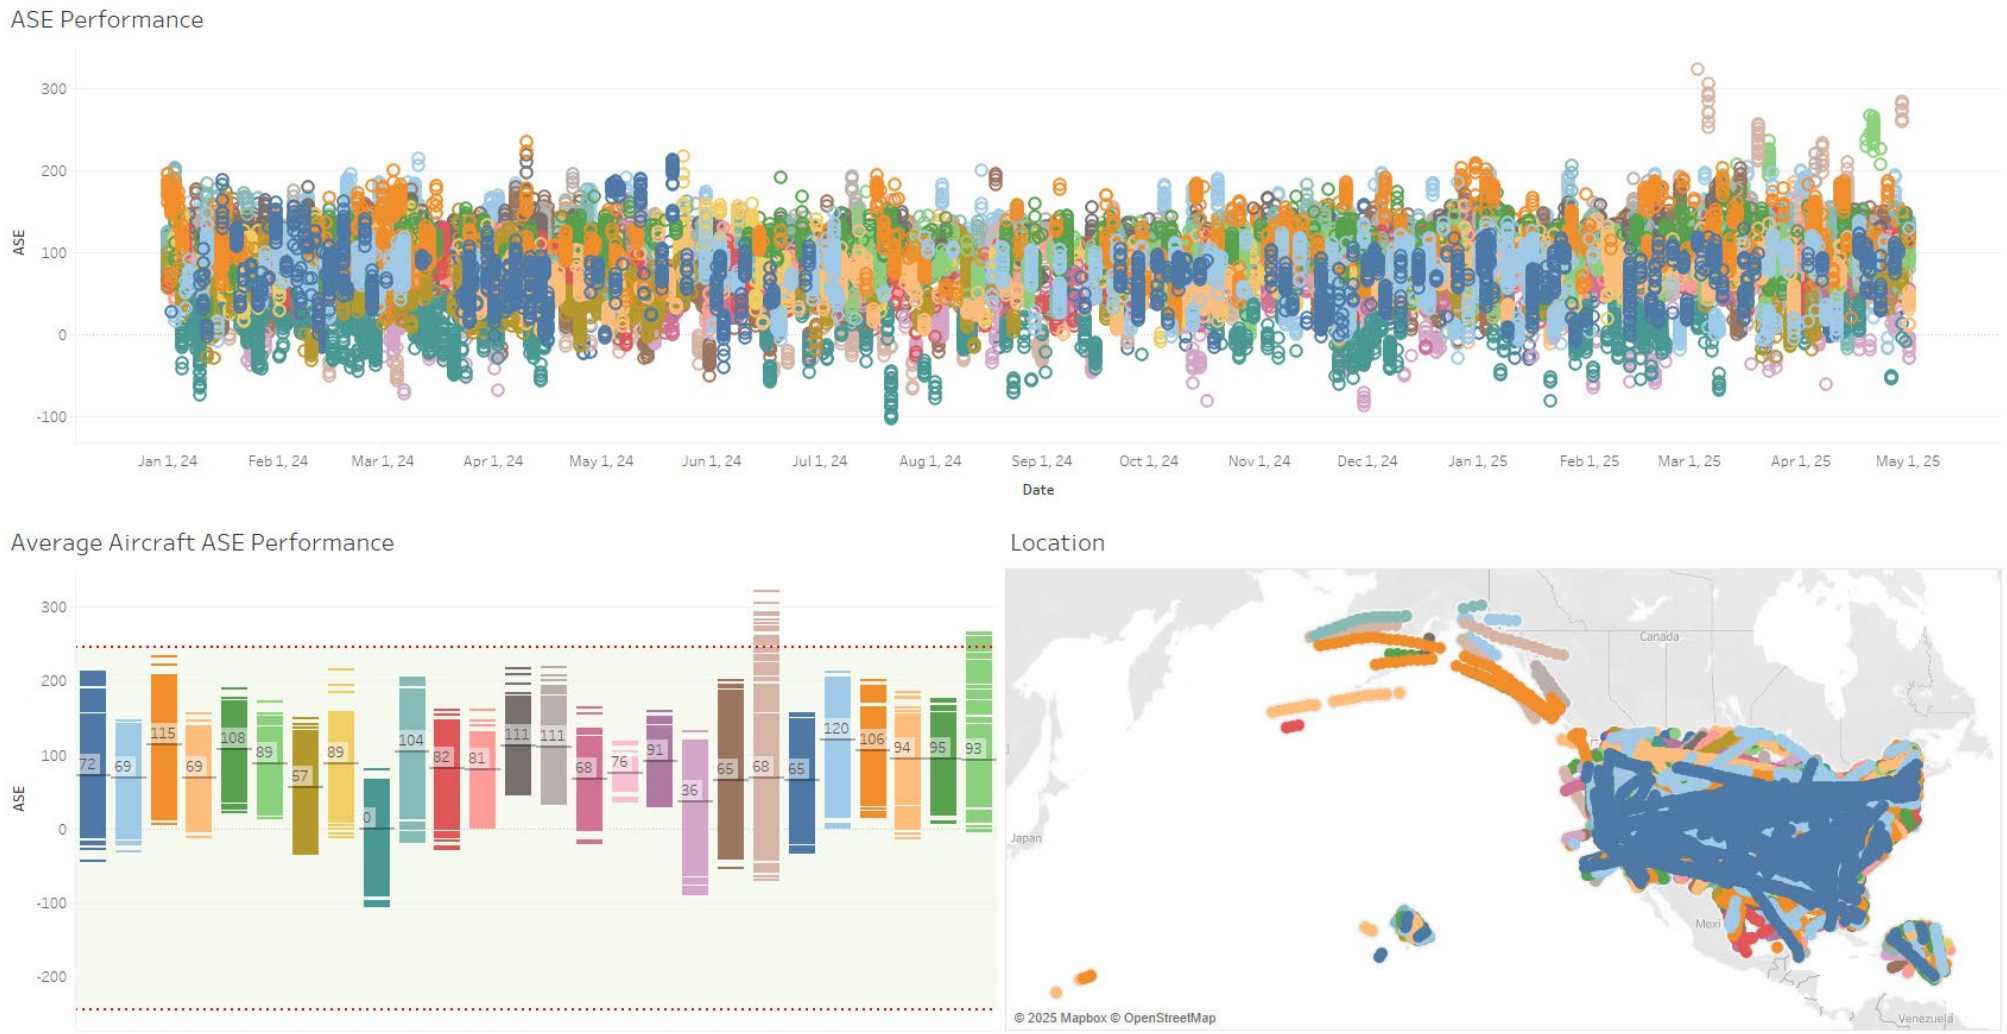 ASE Performance
300
200
100
0
-100
ASE
Jan 1, 24 Feb 1, 24 Mar 1, 24 Apr 1, 24 May 1, 24 Jun 1, 24 Jul 1, 24 Aug 1, 24 Sep 1, 24 Oct 1, 24 Nov 1, 24 Dec 1, 24 Jan 1, 25 Feb 1, 25 Mar 1, 25 Apr 1, 25 May 1, 25
Date
Average Aircraft ASE Performance
300
200
100
0
-100
-200
ASE
72 69 115 69 108 89 57 89 0 104 82 81 111 111 68 76 91 36 65 68 65 120 106 94 95 93
Location
Canada
Japan
Mexi
Venezuela
© 2025 Mapbox © OpenStreetMap